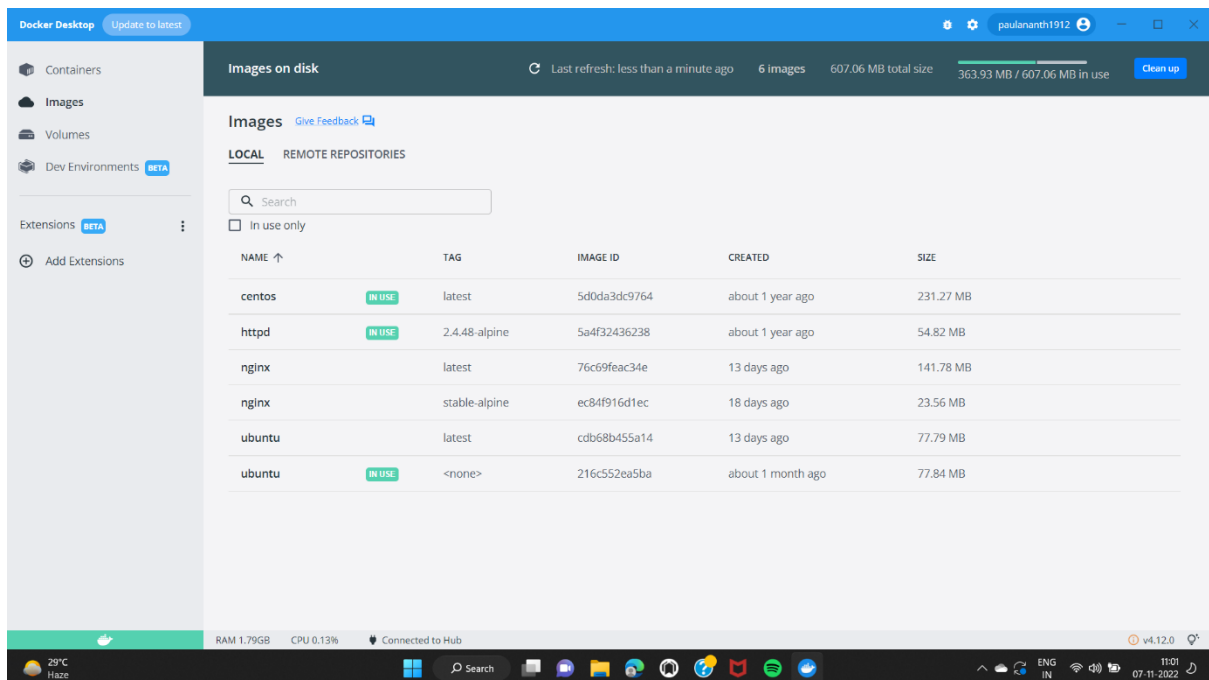 Docker Desktop Update to latest paulananth1912
Containers
Images
Volumes
Dev Environments BETA
Extensions BETA
Add Extensions
Images on disk Last refresh: less than a minute ago 6 images 607.06 MB total size 363.93 MB / 607.06 MB in use Clean up
Images Give Feedback
LOCAL REMOTE REPOSITORIES
Search
In use only
NAME TAG IMAGE ID CREATED SIZE
centos IN USE latest 5d0da3dc9764 about 1 year ago 231.27 MB
httpd IN USE 2.4.48-alpine 5a4f32436238 about 1 year ago 54.82 MB
nginx latest 76c69feac34e 13 days ago 141.78 MB
nginx stable-alpine ec84f916d1ec 18 days ago 23.56 MB
ubuntu latest cdb68b455a14 13 days ago 77.79 MB
ubuntu IN USE <none> 216c552ea5ba about 1 month ago 77.84 MB
RAM 1.79GB CPU 0.13% Connected to Hub v4.12.0
29°C
Haze
Search
ENG
IN
11:01
07-11-2022